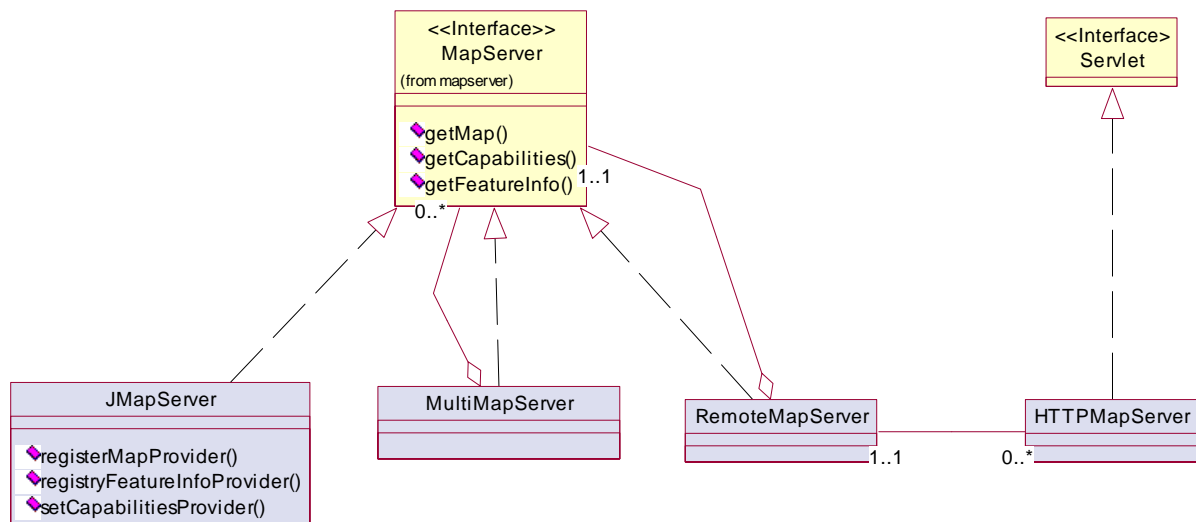 <<Interface>>
MapServer
(from mapserver)
getMap()
getCapabilities()
getFeatureInfo()
0..*
1..1
<<Interface>
Servlet
JMapServer
registerMapProvider()
registryFeatureInfoProvider()
setCapabilitiesProvider()
MultiMapServer
RemoteMapServer
1..1
HTTPMapServer
0..*